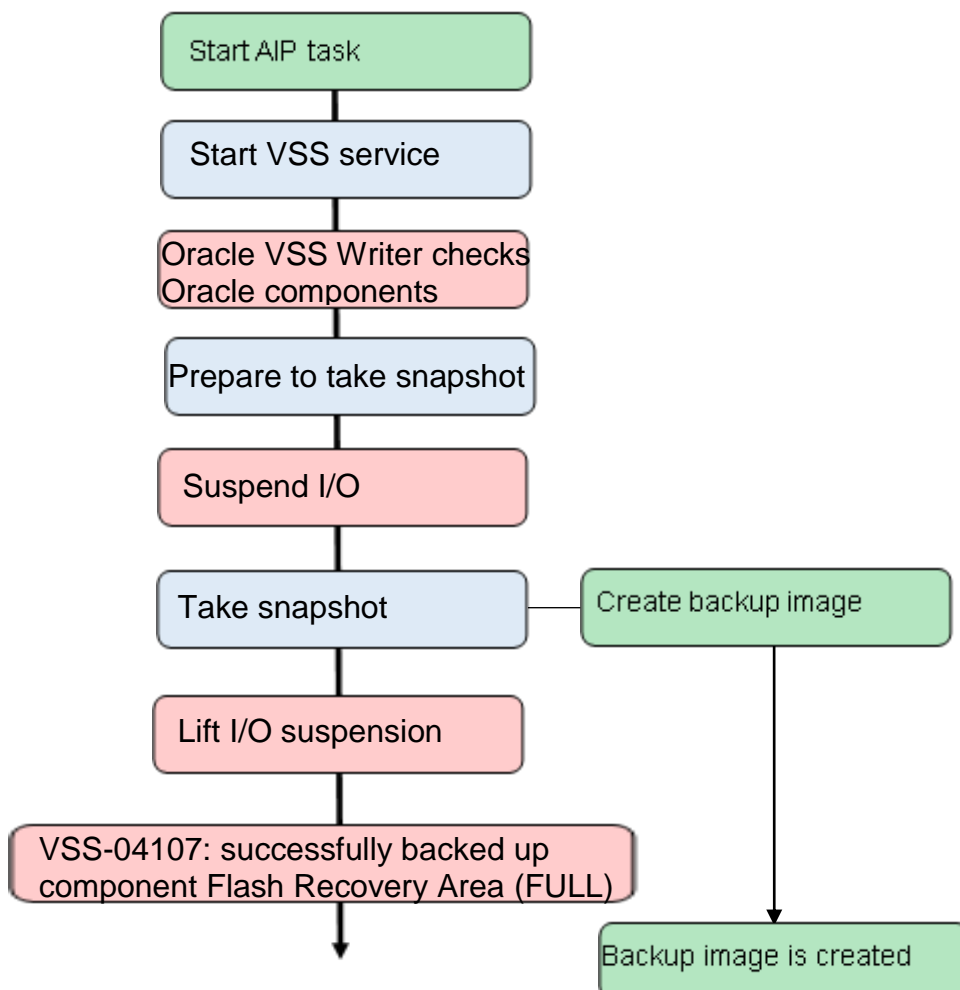 Start AIP task
Start VSS service
Oracle VSS Writer checks
Oracle components
Prepare to take snapshot
Suspend I/O
Take snapshot
Create backup image
Lift I/O suspension
VSS-04107: successfully backed up
component Flash Recovery Area (FULL)
Backup image is created